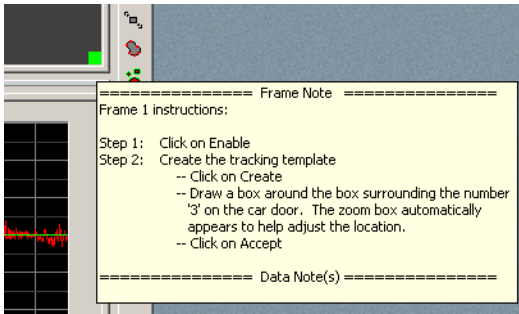 =============== Frame Note ===============
Frame 1 instructions:
Step 1: Click on Enable
Step 2: Create the tracking template
-- Click on Create
-- Draw a box around the box surrounding the number
'3' on the car door. The zoom box automatically
appears to help adjust the location.
-- Click on Accept
=============== Data Note(s) ===============